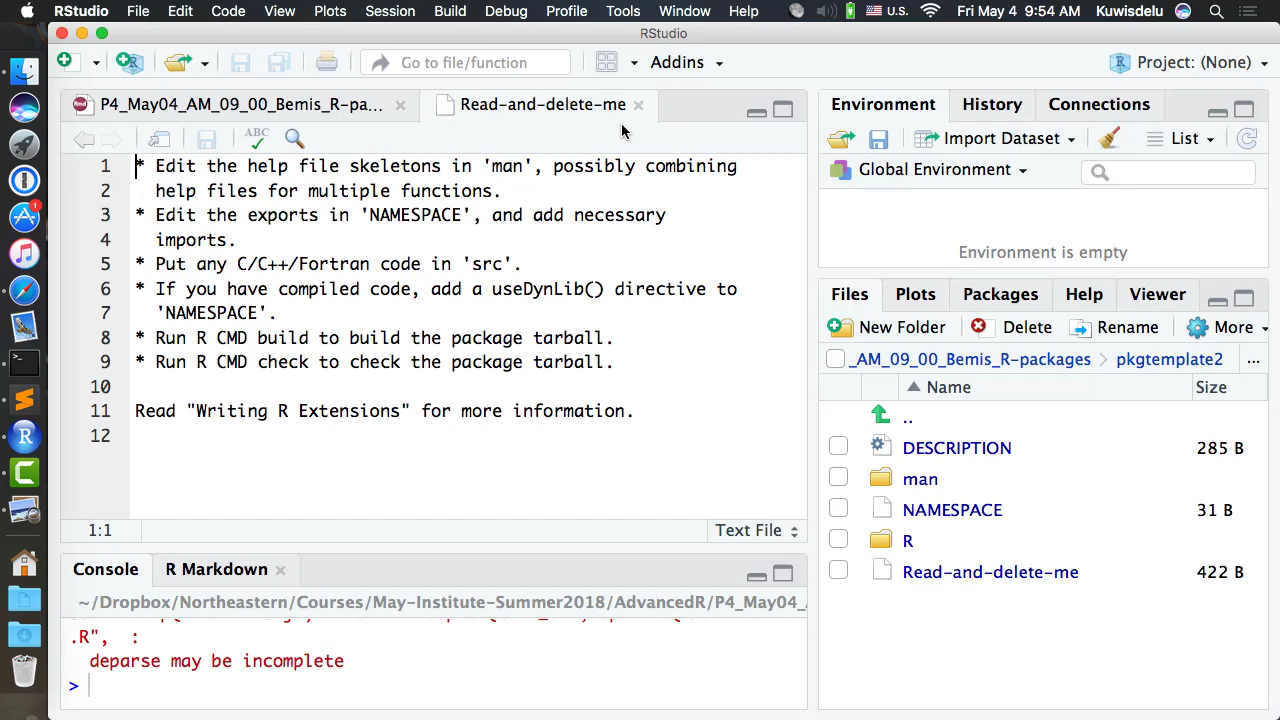 RStudio File Edit Code View Plots Session Build Debug Profile Tools Window Help U.S. Fri May 4 9:54 AM Kuwisdelu
RStudio
Go to file/function Addins Project: (None)
P4_May04_AM_09_00_Bemis_R-pa... Read-and-delete-me
ABC
1 * Edit the help file skeletons in 'man', possibly combining
2 help files for multiple functions.
3 * Edit the exports in 'NAMESPACE', and add necessary
4 imports.
5 * Put any C/C++/Fortran code in 'src'.
6 * If you have compiled code, add a useDynLib() directive to
7 'NAMESPACE'.
8 * Run R CMD build to build the package tarball.
9 * Run R CMD check to check the package tarball.
10
11 Read "Writing R Extensions" for more information.
12
1:1 Text File
Console R Markdown
~/Dropbox/Northeastern/Courses/May-Institute-Summer2018/AdvancedR/P4_May04_
.R", :
deparse may be incomplete
>
Environment History Connections
Import Dataset List
Global Environment
Environment is empty
Files Plots Packages Help Viewer
New Folder Delete Rename More
_AM_09_00_Bemis_R-packages pkgtemplate2 ...
Name Size
..
DESCRIPTION 285 B
man
NAMESPACE 31 B
R
Read-and-delete-me 422 B